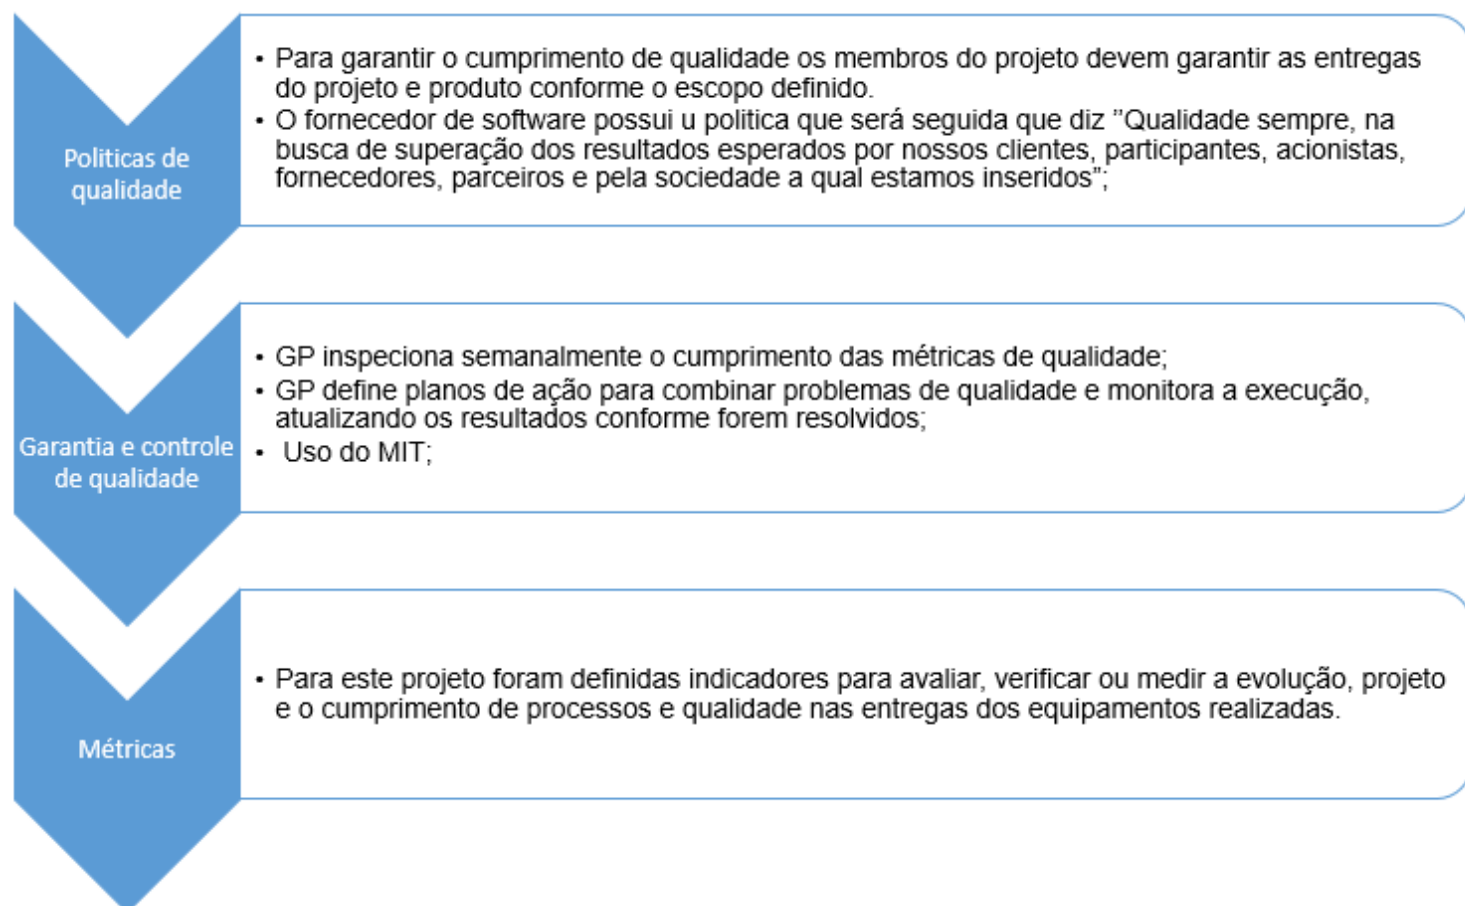 Politicas de
qualidade
• Para garantir o cumprimento de qualidade os membros do projeto devem garantir as entregas
do projeto e produto conforme o escopo definido.
• O fornecedor de software possui u politica que será seguida que diz ”Qualidade sempre, na
busca de superação dos resultados esperados por nossos clientes, participantes, acionistas,
fornecedores, parceiros e pela sociedade a qual estamos inseridos”;
Garantia e controle
de qualidade
• GP inspeciona semanalmente o cumprimento das métricas de qualidade;
• GP define planos de ação para combinar problemas de qualidade e monitora a execução,
atualizando os resultados conforme forem resolvidos;
• Uso do MIT;
Métricas
• Para este projeto foram definidas indicadores para avaliar, verificar ou medir a evolução, projeto
e o cumprimento de processos e qualidade nas entregas dos equipamentos realizadas.